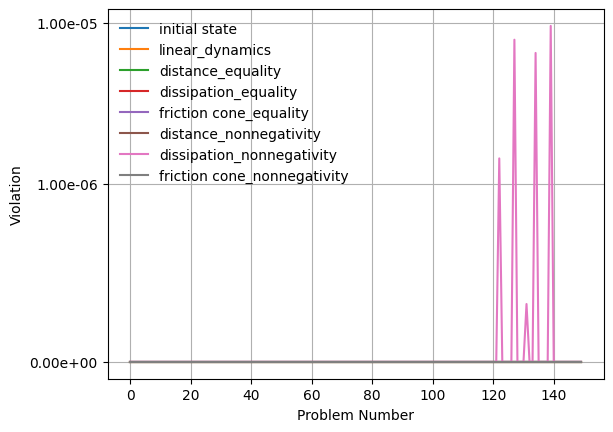 1.00e-05
1.00e-06
0.00e+00
Violation
initial state
linear_dynamics
distance_equality
dissipation_equality
friction cone_equality
distance_nonnegativity
dissipation_nonnegativity
friction cone_nonnegativity
0 20 40 60 80 100 120 140
Problem Number